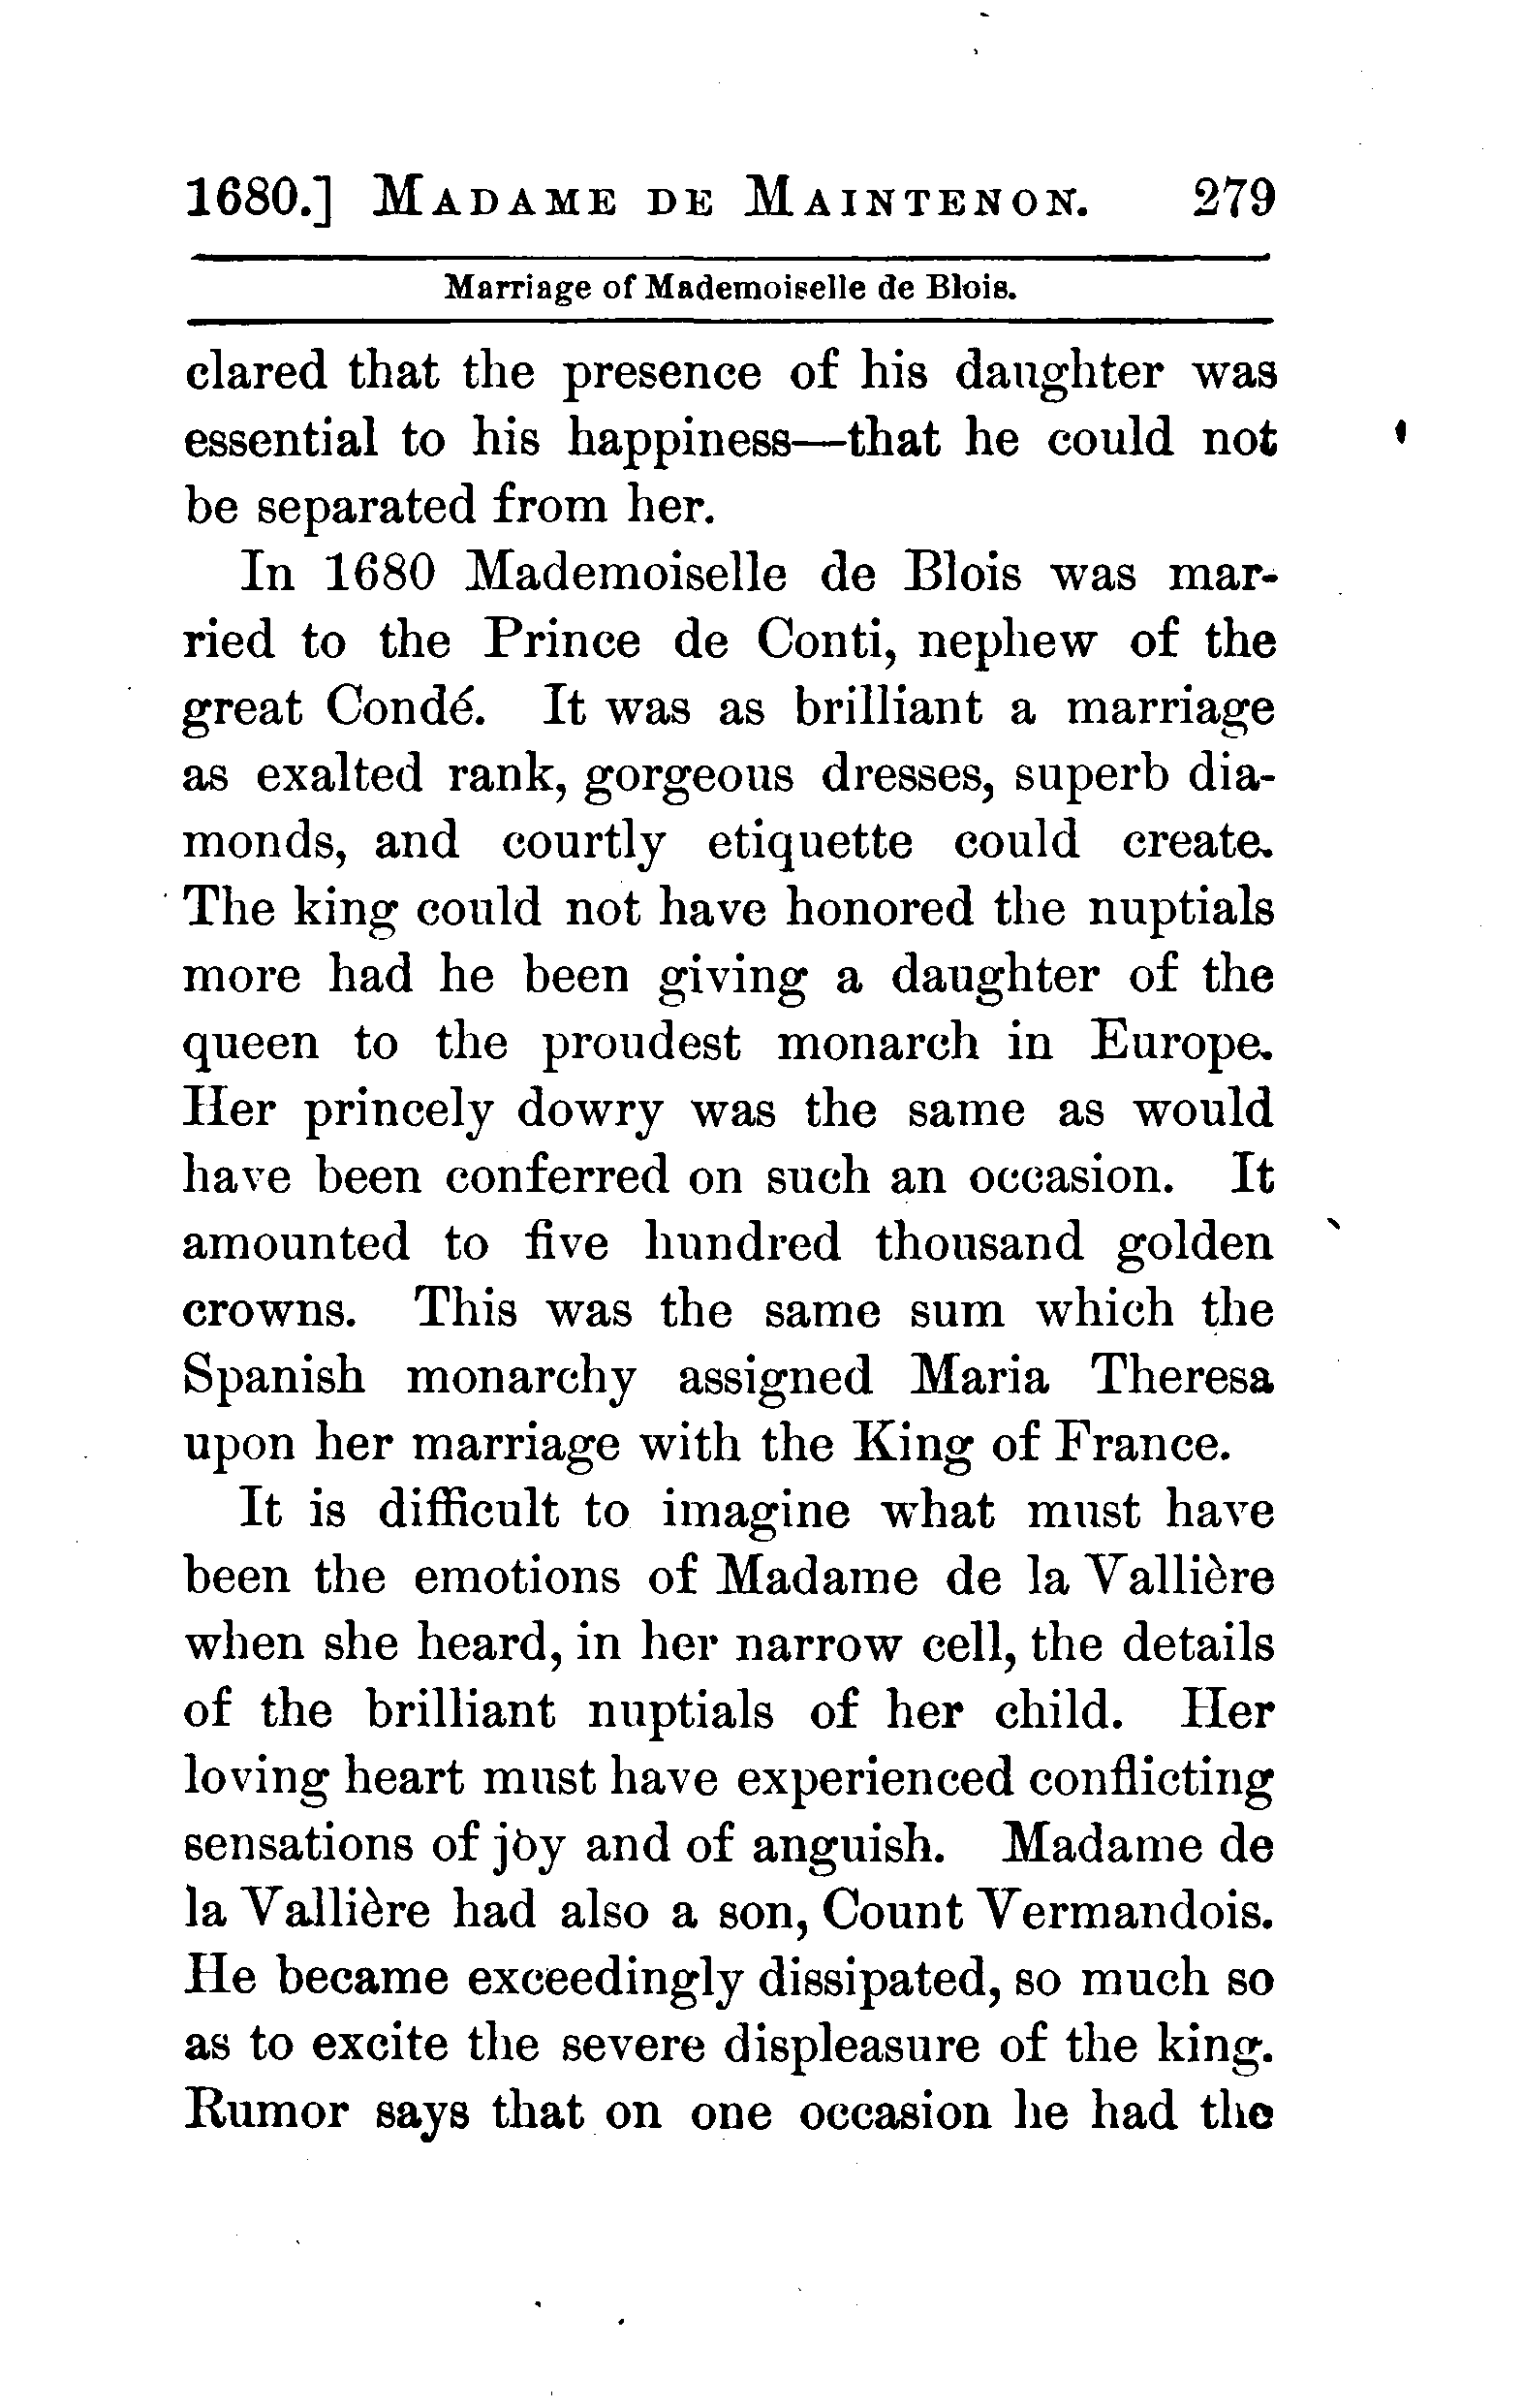 1680.] MADAME DE MAINTENON. 279
Marriage of Mademoiselle de Blois.
clared that the presence of his daughter was
essential to his happiness—that he could not
be separated from her.
In 1680 Mademoiselle de Blois was mar-
ried to the Prince de Conti, nephew of the
great Condé. It was as brilliant a marriage
as exalted rank, gorgeous dresses, superb dia-
monds, and courtly etiquette could create.
The king could not have honored the nuptials
more had he been giving a daughter of the
queen to the proudest monarch in Europe.
Her princely dowry was the same as would
have been conferred on such an occasion. It
amounted to five hundred thousand golden
crowns. This was the same sum which the
Spanish monarchy assigned Maria Theresa
upon her marriage with the King of France.
It is difficult to imagine what must have
been the emotions of Madame de la Vallière
when she heard, in her narrow cell, the details
of the brilliant nuptials of her child. Her
loving heart must have experienced conflicting
sensations of joy and of anguish. Madame de
la Vallière had also a son, Count Vermandois.
He became exceedingly dissipated, so much so
as to excite the severe displeasure of the king.
Rumor says that on one occasion he had the